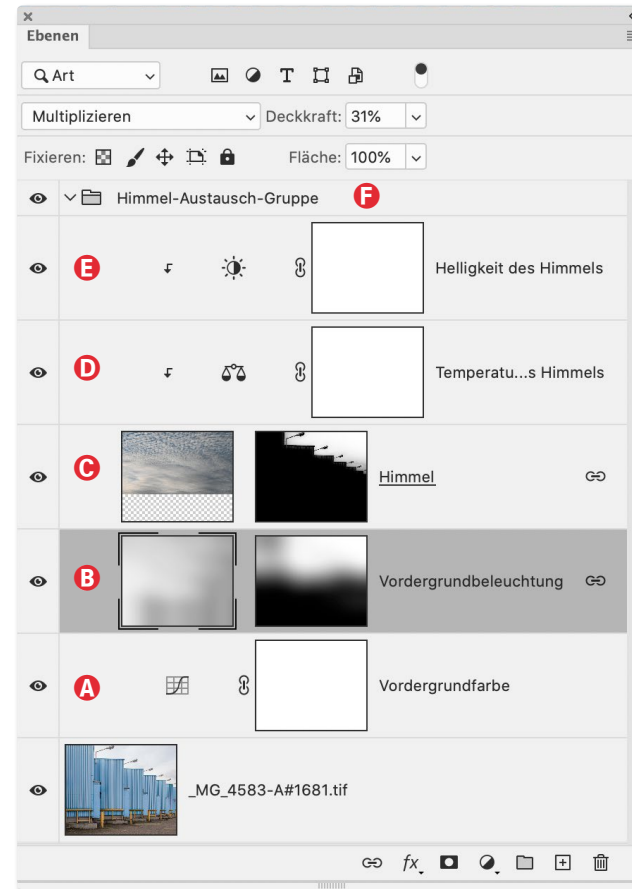 Ebenen
Art
T
Multiplizieren Deckkraft: 31%
Fixieren: Fläche: 100%
Himmel-Austausch-Gruppe F
E Helligkeit des Himmels
D Temperatu...s Himmels
C Himmel
B Vordergrundbeleuchtung
A Vordergrundfarbe
_MG_4583-A#1681.tif
fx